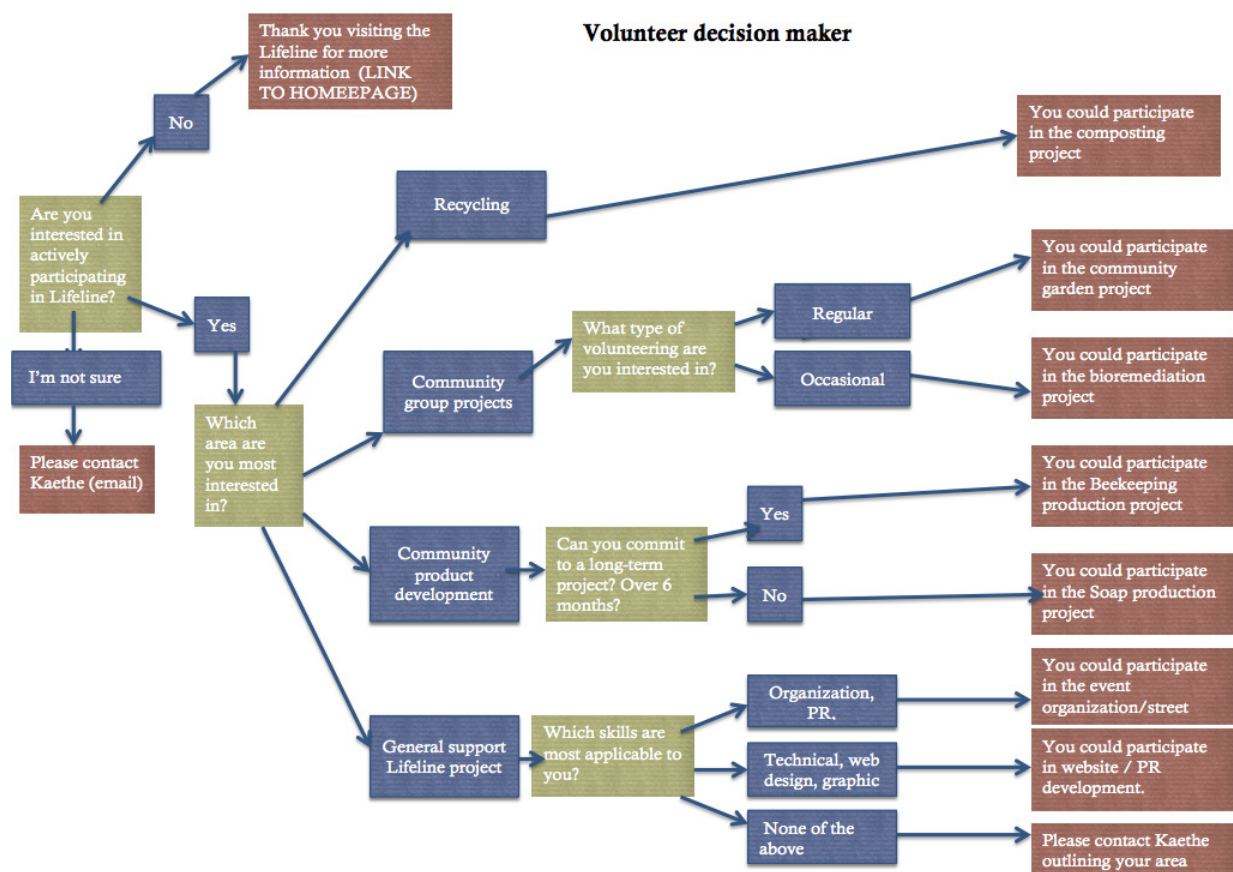 Volunteer decision maker
Thank you visiting the
Lifeline for more
information (LINK
TO HOMEEPAGE)
No
Are you
interested in
actively
participating
in Lifeline?
Yes
I'm not sure
Please contact
Kaethe (email)
Which
area are
you most
interested
in?
Recycling
You could participate
in the composting
project
Community
group projects
What type of
volunteering are
you interested in?
Regular
You could participate
in the community
garden project
Occasional
You could participate
in the bioremediation
project
Community
product
development
Can you commit
to a long-term
project? Over 6
months?
Yes
You could participate
in the Beekeeping
production project
No
You could participate
in the Soap production
project
General support
Lifeline project
Which skills are
most applicable to
you?
Organization,
PR.
You could participate
in the event
organization/street
Technical, web
design, graphic
You could participate
in website / PR
development.
None of the
above
Please contact Kaethe
outlining your area